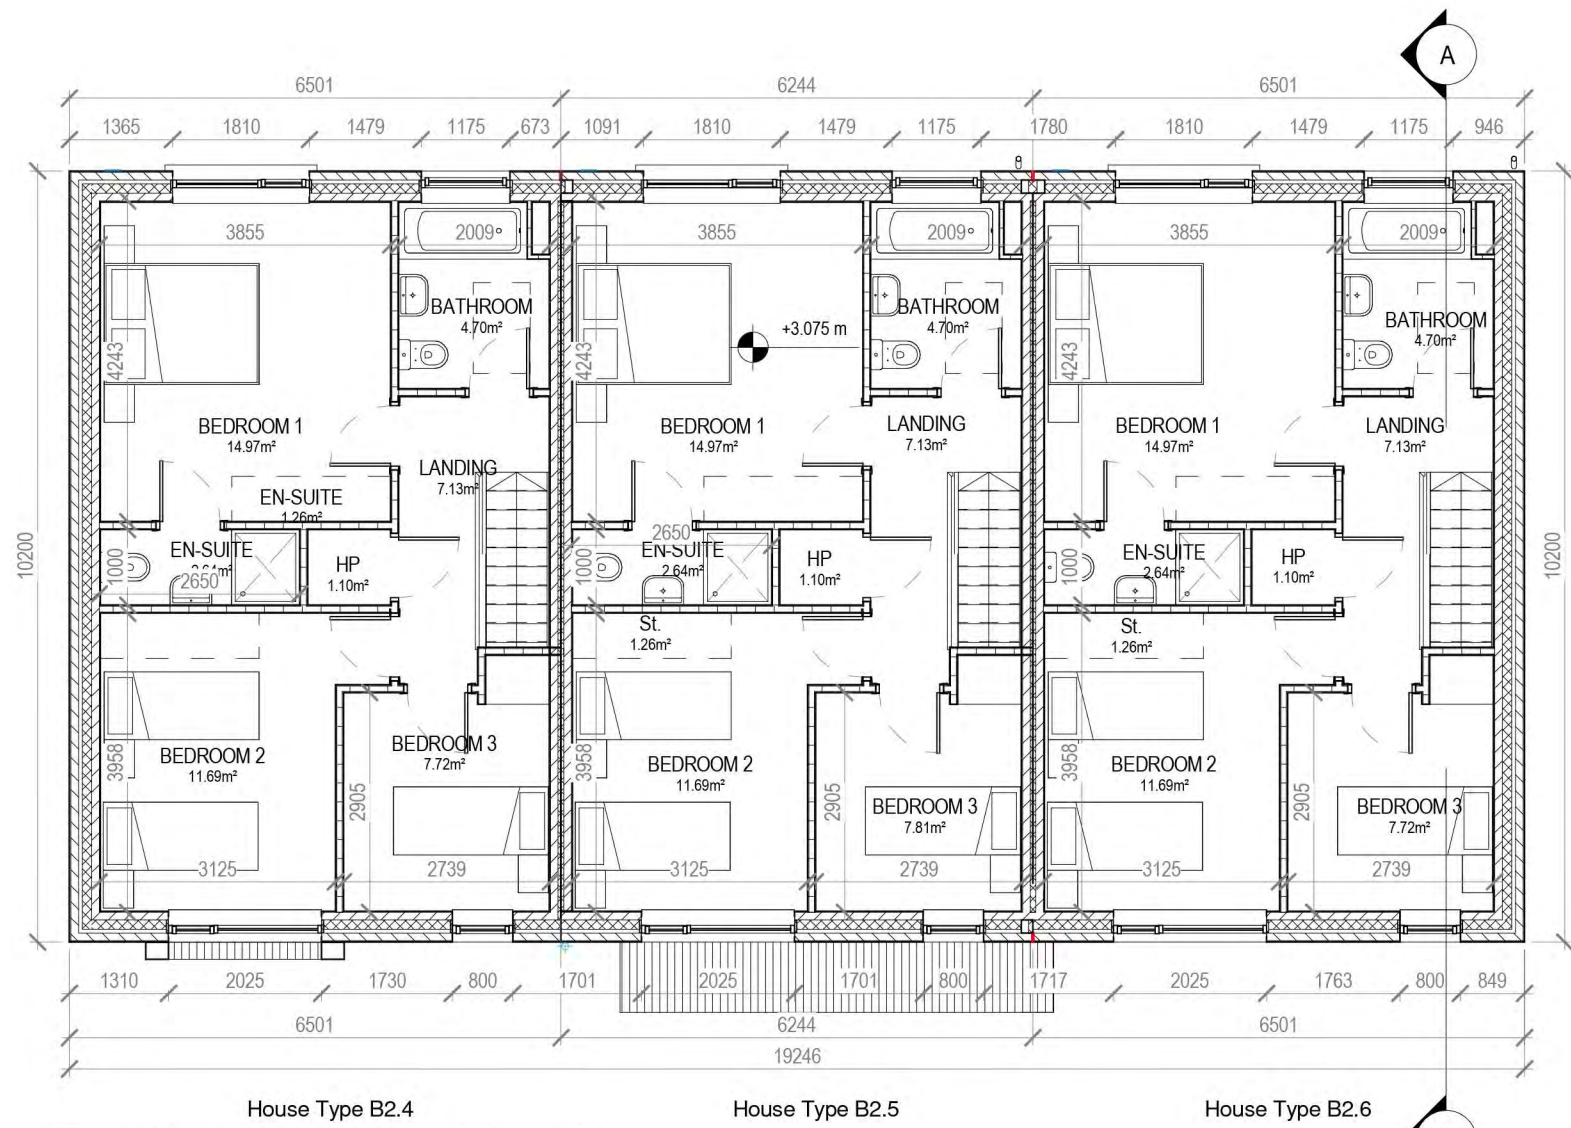 A
6501 6244 6501
1365 1810 1479 1175 673 1091 1810 1479 1175 1780 1810 1479 1175 946
3855 2009 3855 2009 3855 2009
BATHROOM BATHROOM BATHROOM
4.70m² 4.70m² 4.70m²
+3.075 m
4243 4243 4243
BEDROOM 1 BEDROOM 1 LANDING BEDROOM 1 LANDING
14.97m² 14.97m² 7.13m² 14.97m² 7.13m²
LANDING
7.13m²
EN-SUITE
1.26m²
10200 10200
2650
EN-SUITE HP EN-SUITE HP EN-SUITE HP
2.64m² 1.10m² 2.64m² 1.10m² 2.64m² 1.10m²
1000 1000 1000
2650
St. St.
1.26m² 1.26m²
BEDROOM 2 BEDROOM 3 BEDROOM 2 BEDROOM 2
11.69m² 7.72m² 11.69m² 11.69m²
3958 3958 3958
2905 2905 2905
BEDROOM 3 BEDROOM 3
7.81m² 7.72m²
3125 2739 3125 2739 3125 2739
1310 2025 1730 800 1701 2025 1701 800 1717 2025 1763 800 849
6501 6244 6501
19246
House Type B2.4 House Type B2.5 House Type B2.6